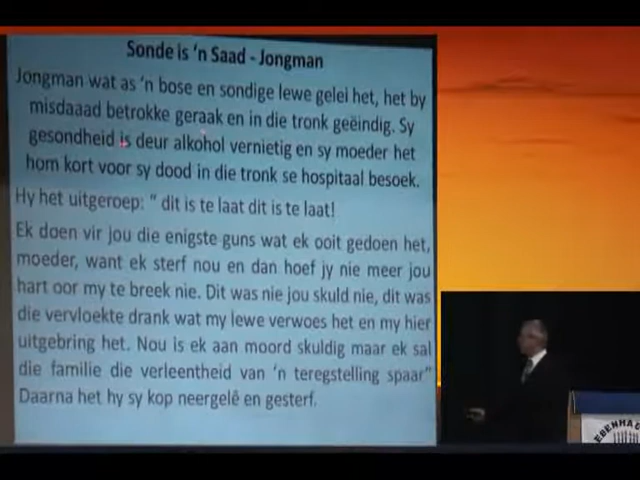 Sonde is 'n Saad - Jongman
Jongman wat as 'n bose en sondige lewe gelei het, het by
misdaaad betrokke geraak en in die tronk geëindig. Sy
gesondheid is deur alkohol vernietig en sy moeder het
hom kort voor sy dood in die tronk se hospitaal besoek.
Hy het uitgeroep: " dit is te laat dit is te laat!
Ek doen vir jou die enigste guns wat ek ooit gedoen het,
moeder, want ek sterf nou en dan hoef jy nie meer jou
hart oor my te breek nie. Dit was nie jou skuld nie, dit was
die vervloekte drank wat my lewe verwoes het en my hier
uitgebring het. Nou is ek aan moord skuldig maar ek sal
die familie die verleentheid van 'n teregstelling spaar"
Daarna het hy sy kop neergelê en gesterf.
EBENHA